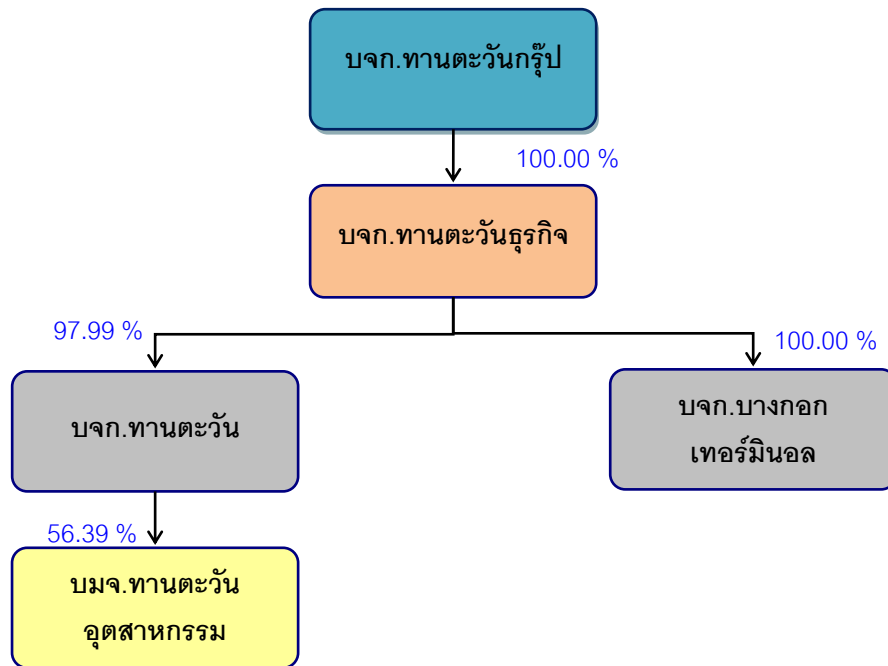 บจก.ทานตะวันกรุ๊ป
100.00 %
บจก.ทานตะวันธุรกิจ
97.99 %
100.00 %
บจก.ทานตะวัน
บจก.บางกอก
เทอร์มินอล
56.39 %
บมจ.ทานตะวัน
อุตสาหกรรม